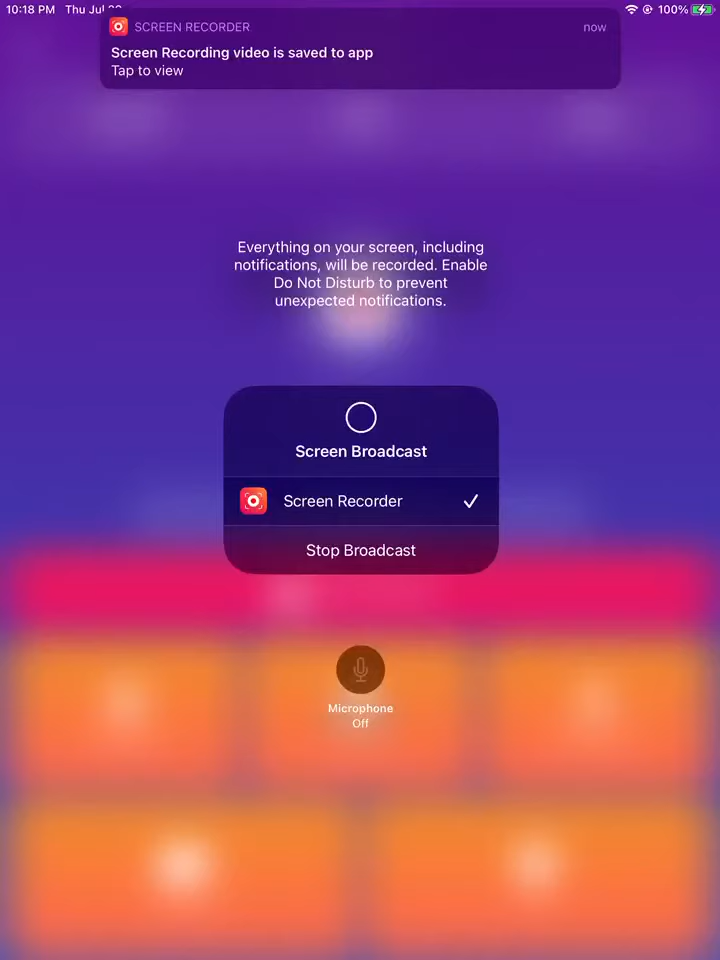 10:18 PM Thu Jul
SCREEN RECORDER now
Screen Recording video is saved to app
Tap to view
100%
Everything on your screen, including
notifications, will be recorded. Enable
Do Not Disturb to prevent
unexpected notifications.
Screen Broadcast
Screen Recorder
Stop Broadcast
Microphone
Off